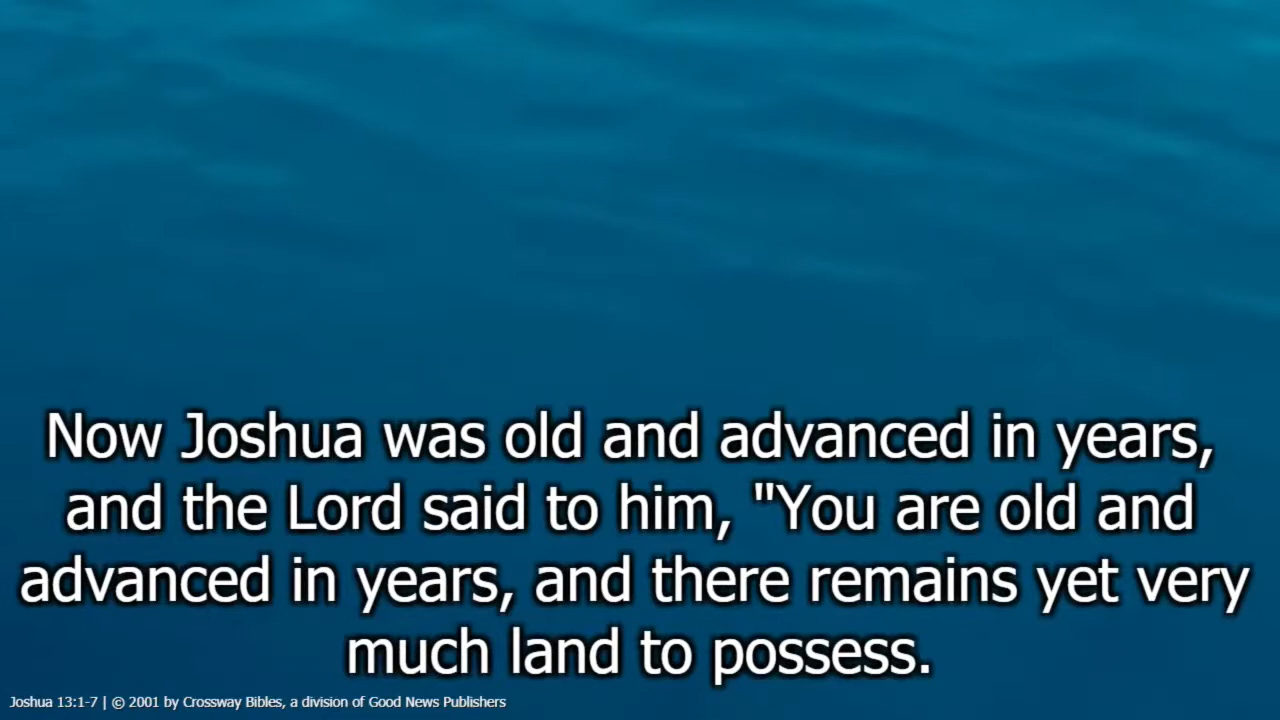 Now Joshua was old and advanced in years,
and the Lord said to him, "You are old and
advanced in years, and there remains yet very
much land to possess.
Joshua 13:1-7 | © 2001 by Crossway Bibles, a division of Good News Publishers